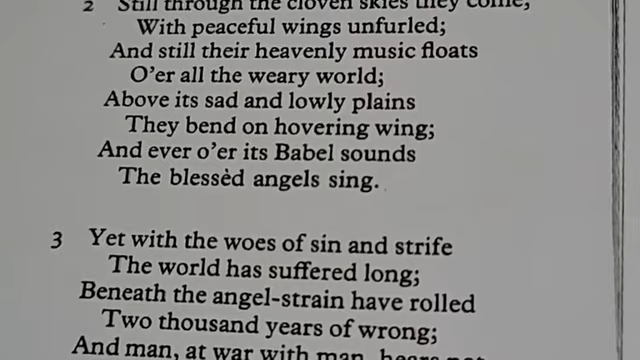 2 Still through the cloven skies they come,
With peaceful wings unfurled;
And still their heavenly music floats
O'er all the weary world;
Above its sad and lowly plains
They bend on hovering wing;
And ever o'er its Babel sounds
The blessèd angels sing.
3 Yet with the woes of sin and strife
The world has suffered long;
Beneath the angel-strain have rolled
Two thousand years of wrong;
And man, at war with man, hears not